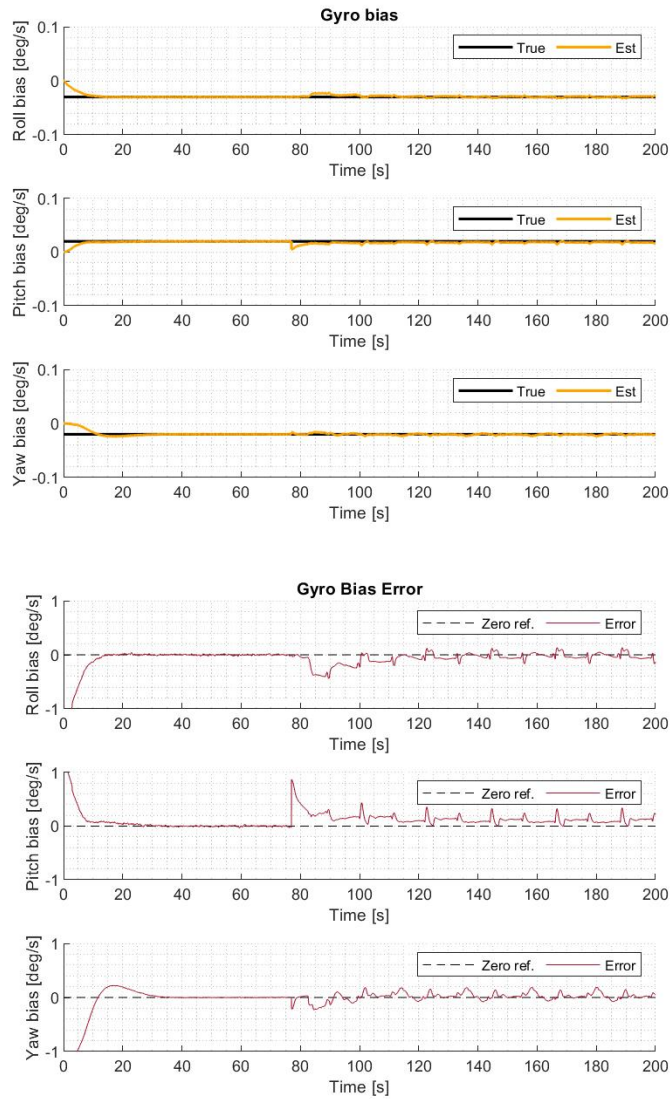 Gyro bias
0.1
0
-0.1
Roll bias [deg/s]
True
Est
0 20 40 60 80 100 120 140 160 180 200
Time [s]
0.1
0
-0.1
Pitch bias [deg/s]
True
Est
0 20 40 60 80 100 120 140 160 180 200
Time [s]
0.1
0
-0.1
Yaw bias [deg/s]
True
Est
0 20 40 60 80 100 120 140 160 180 200
Time [s]
Gyro Bias Error
1
0
-1
Roll bias [deg/s]
Zero ref.
Error
0 20 40 60 80 100 120 140 160 180 200
Time [s]
1
0
-1
Pitch bias [deg/s]
Zero ref.
Error
0 20 40 60 80 100 120 140 160 180 200
Time [s]
1
0
-1
Yaw bias [deg/s]
Zero ref.
Error
0 20 40 60 80 100 120 140 160 180 200
Time [s]